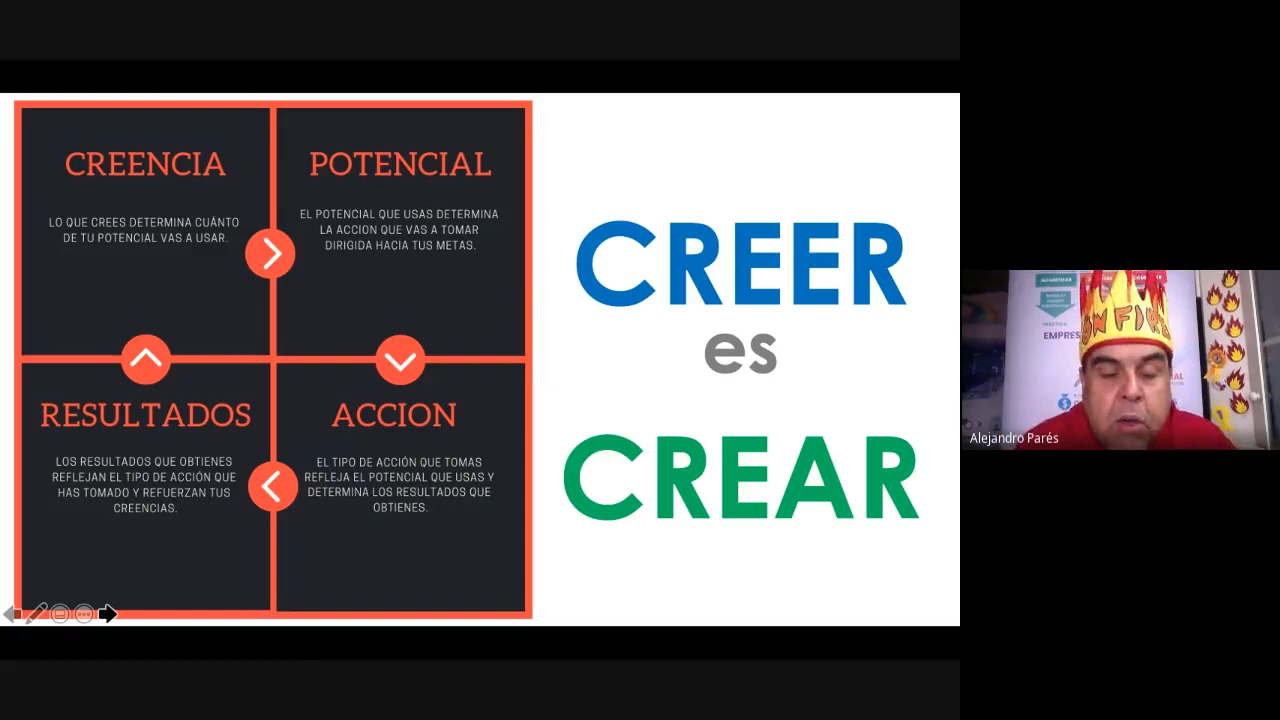 CREENCIA
LO QUE CREES DETERMINA CUÁNTO
DE TU POTENCIAL VAS A USAR.
POTENCIAL
EL POTENCIAL QUE USAS DETERMINA
LA ACCION QUE VAS A TOMAR
DIRIGIDA HACIA TUS METAS.
RESULTADOS
LOS RESULTADOS QUE OBTIENES
REFLEJAN EL TIPO DE ACCIÓN QUE
HAS TOMADO Y REFUERZAN TUS
CREENCIAS.
ACCION
EL TIPO DE ACCIÓN QUE TOMAS
REFLEJA EL POTENCIAL QUE USAS Y
DETERMINA LOS RESULTADOS QUE
OBTIENES.
CREER
es
CREAR
ON FIRE
EMPRES
Alejandro Parés